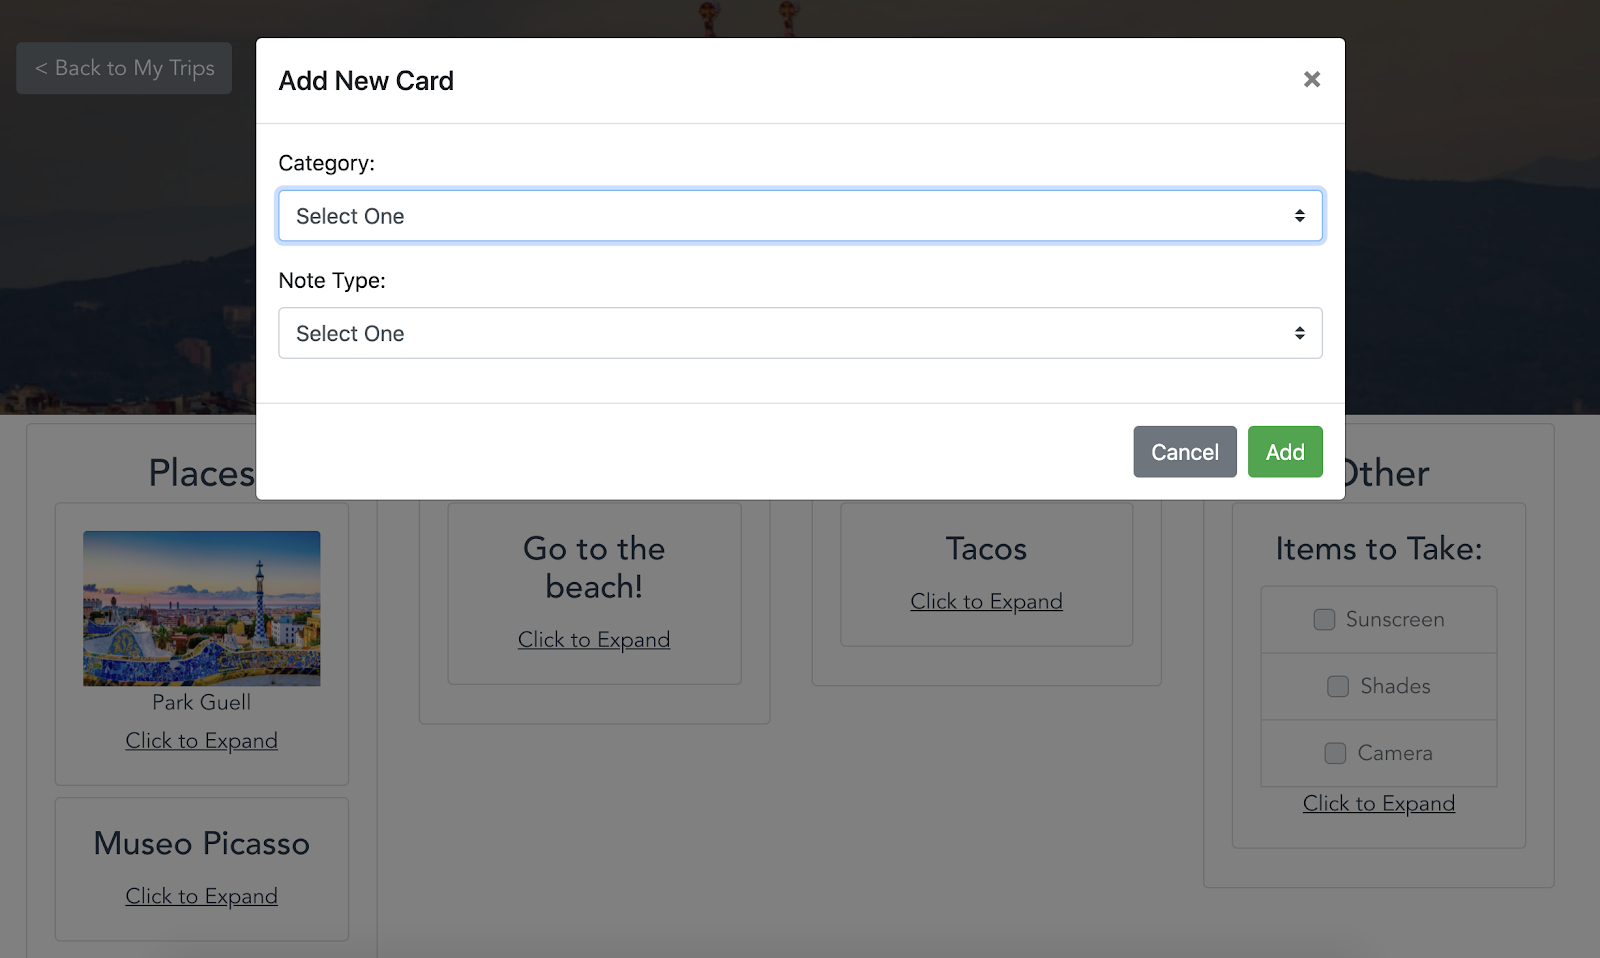 < Back to My Trips
Add New Card
×
Category:
Select One
Note Type:
Select One
Cancel
Add
Places
Park Guell
Click to Expand
Museo Picasso
Click to Expand
Go to the
beach!
Click to Expand
Tacos
Click to Expand
Other
Items to Take:
Sunscreen
Shades
Camera
Click to Expand